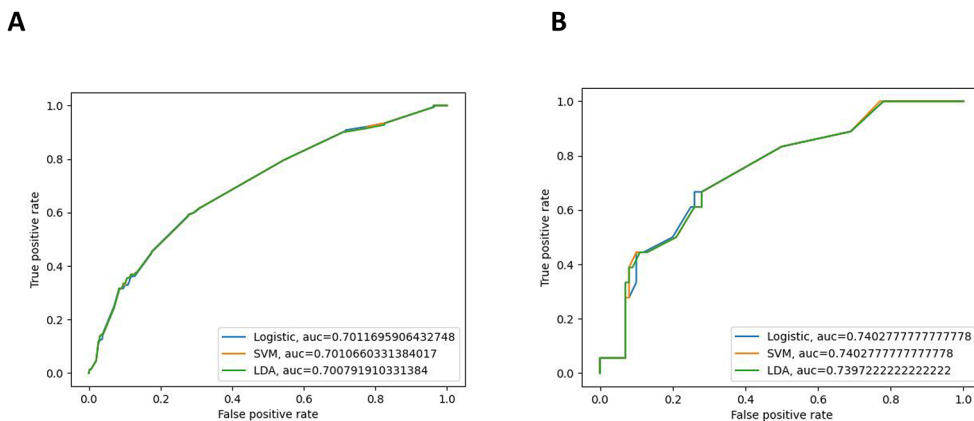 A
B
1.0
0.8
0.6
0.4
0.2
0.0
True positive rate
0.0
0.2
0.4
0.6
0.8
1.0
False positive rate
Logistic, auc=0.7011695906432748
SVM, auc=0.7010660331384017
LDA, auc=0.700791910331384
1.0
0.8
0.6
0.4
0.2
0.0
True positive rate
0.0
0.2
0.4
0.6
0.8
1.0
False positive rate
Logistic, auc=0.7402777777777778
SVM, auc=0.7402777777777778
LDA, auc=0.7397222222222222